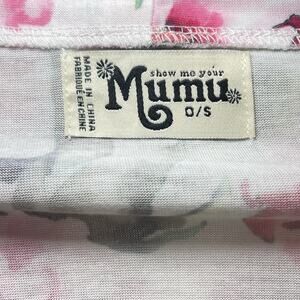 show me your
Mumu
O/S
MADE IN CHINA
FABRIQUÉ EN CHINE